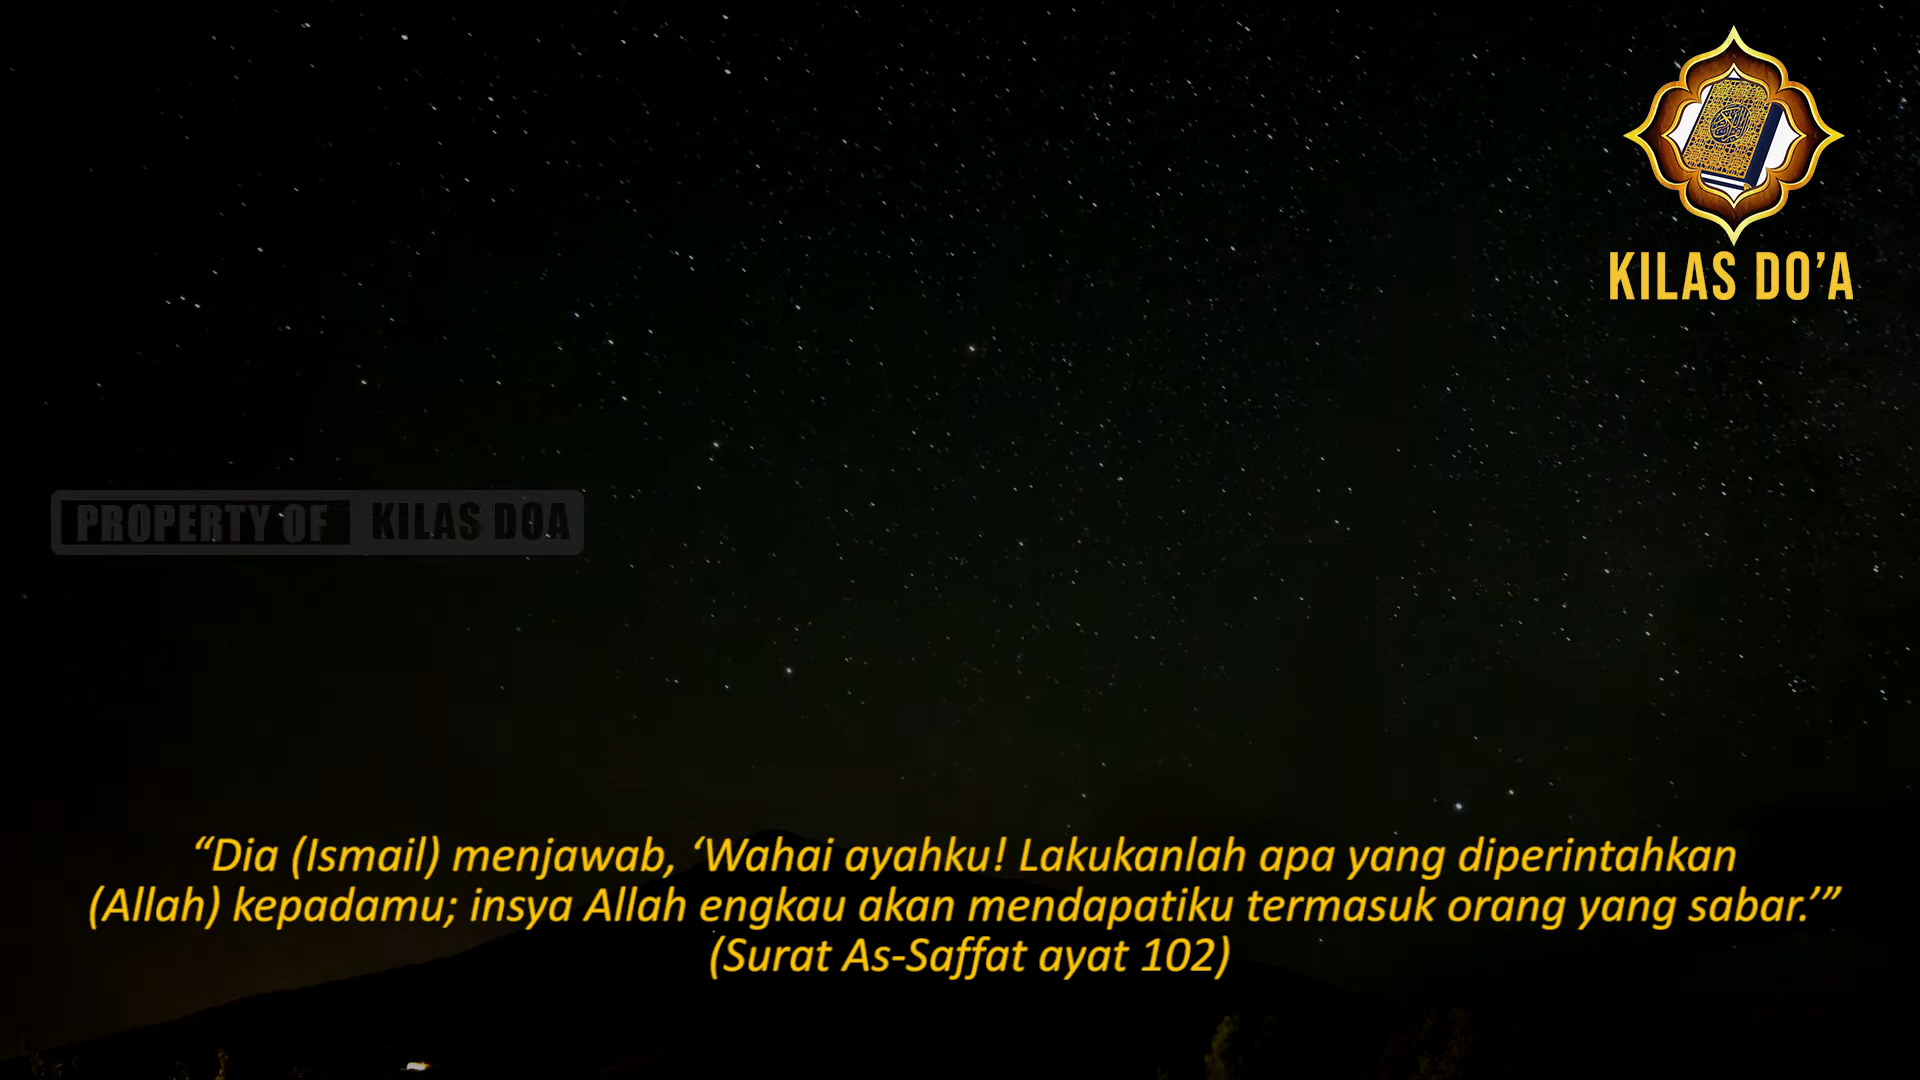 KILAS DO’A
PROPERTY OF KILAS DOA
“Dia (Ismail) menjawab, ‘Wahai ayahku! Lakukanlah apa yang diperintahkan
(Allah) kepadamu; insya Allah engkau akan mendapatiku termasuk orang yang sabar.’”
(Surat As-Saffat ayat 102)